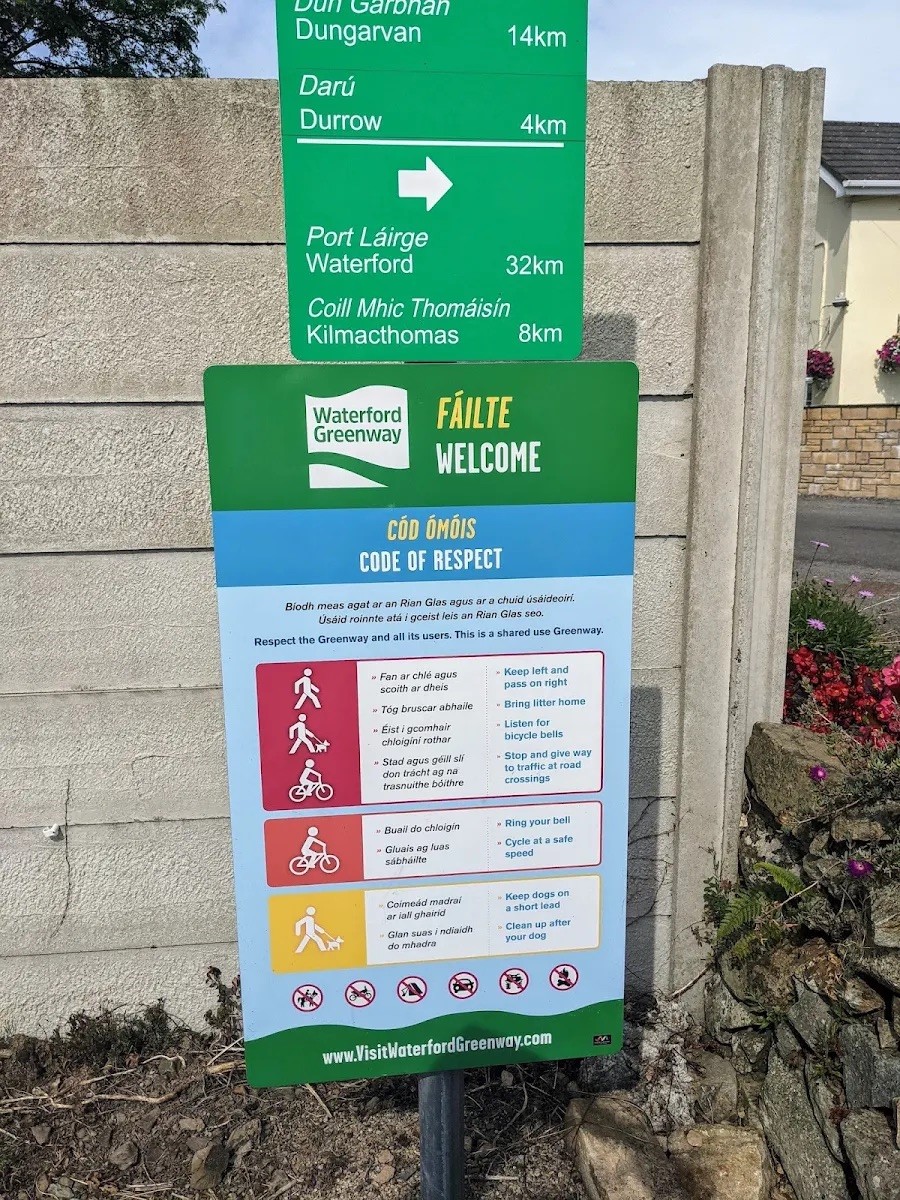 Dún Garbhán
Dungarvan 14km
Darú
Durrow 4km
Port Láirge
Waterford 32km
Coill Mhic Thomáisín
Kilmacthomas 8km
Waterford
Greenway
FÁILTE
WELCOME
CÓD ÓMÓIS
CODE OF RESPECT
Bíodh meas agat ar an Rian Glas agus ar a chuid úsáideoirí.
Úsáid roinnte atá i gceist leis an Rian Glas seo.
Respect the Greenway and all its users. This is a shared use Greenway.
» Fan ar chlé agus
scoith ar dheis
» Tóg bruscar abhaile
» Éist i gcomhair
chloigíní rothar
» Stad agus géill slí
don trácht ag na
trasnuithe bóithre
» Keep left and
pass on right
» Bring litter home
» Listen for
bicycle bells
» Stop and give way
to traffic at road
crossings
» Buail do chloigín
» Gluais ag luas
sábháilte
» Ring your bell
» Cycle at a safe
speed
» Coimeád madraí
ar iall ghairid
» Glan suas i ndiaidh
do mhadra
» Keep dogs on
a short lead
» Clean up after
your dog
www.VisitWaterfordGreenway.com